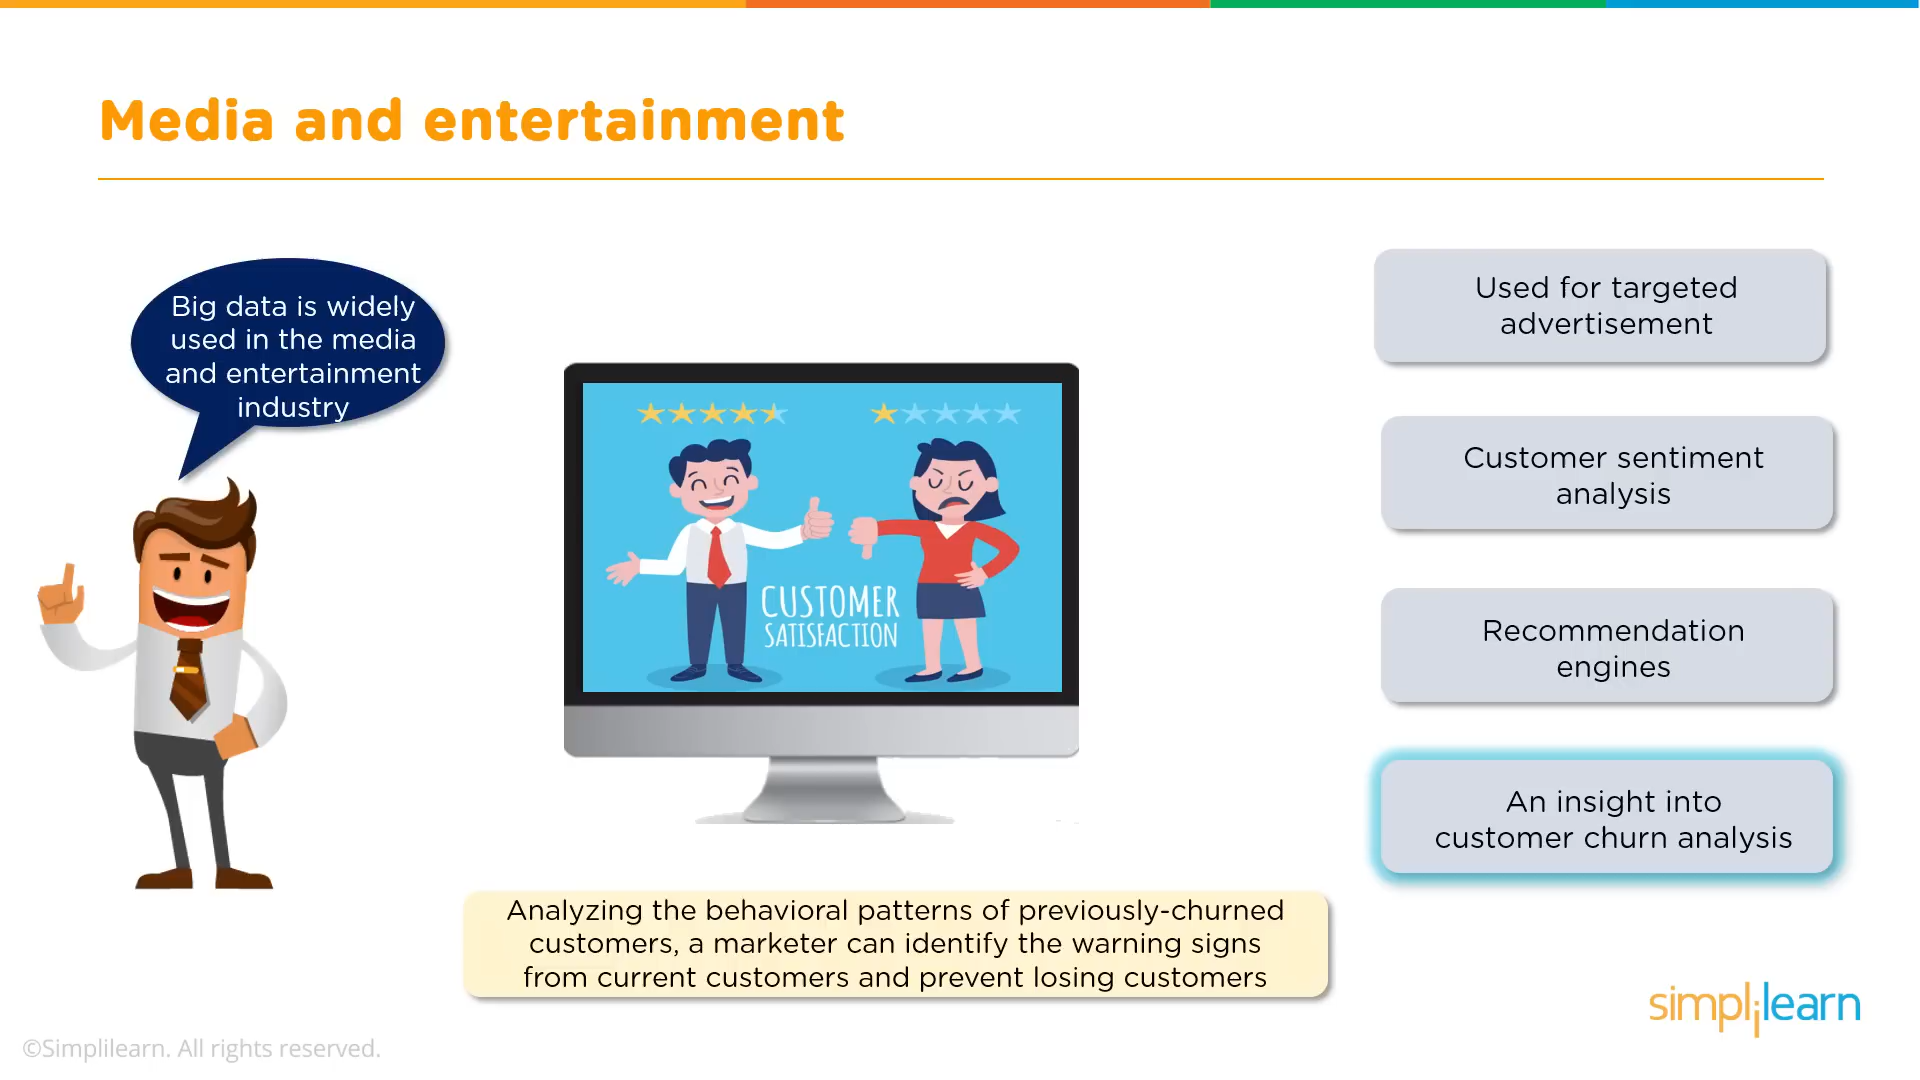 Media and entertainment
Big data is widely
used in the media
and entertainment
industry
CUSTOMER
SATISFACTION
Used for targeted
advertisement
Customer sentiment
analysis
Recommendation
engines
An insight into
customer churn analysis
Analyzing the behavioral patterns of previously-churned
customers, a marketer can identify the warning signs
from current customers and prevent losing customers
simplilearn
©Simplilearn. All rights reserved.